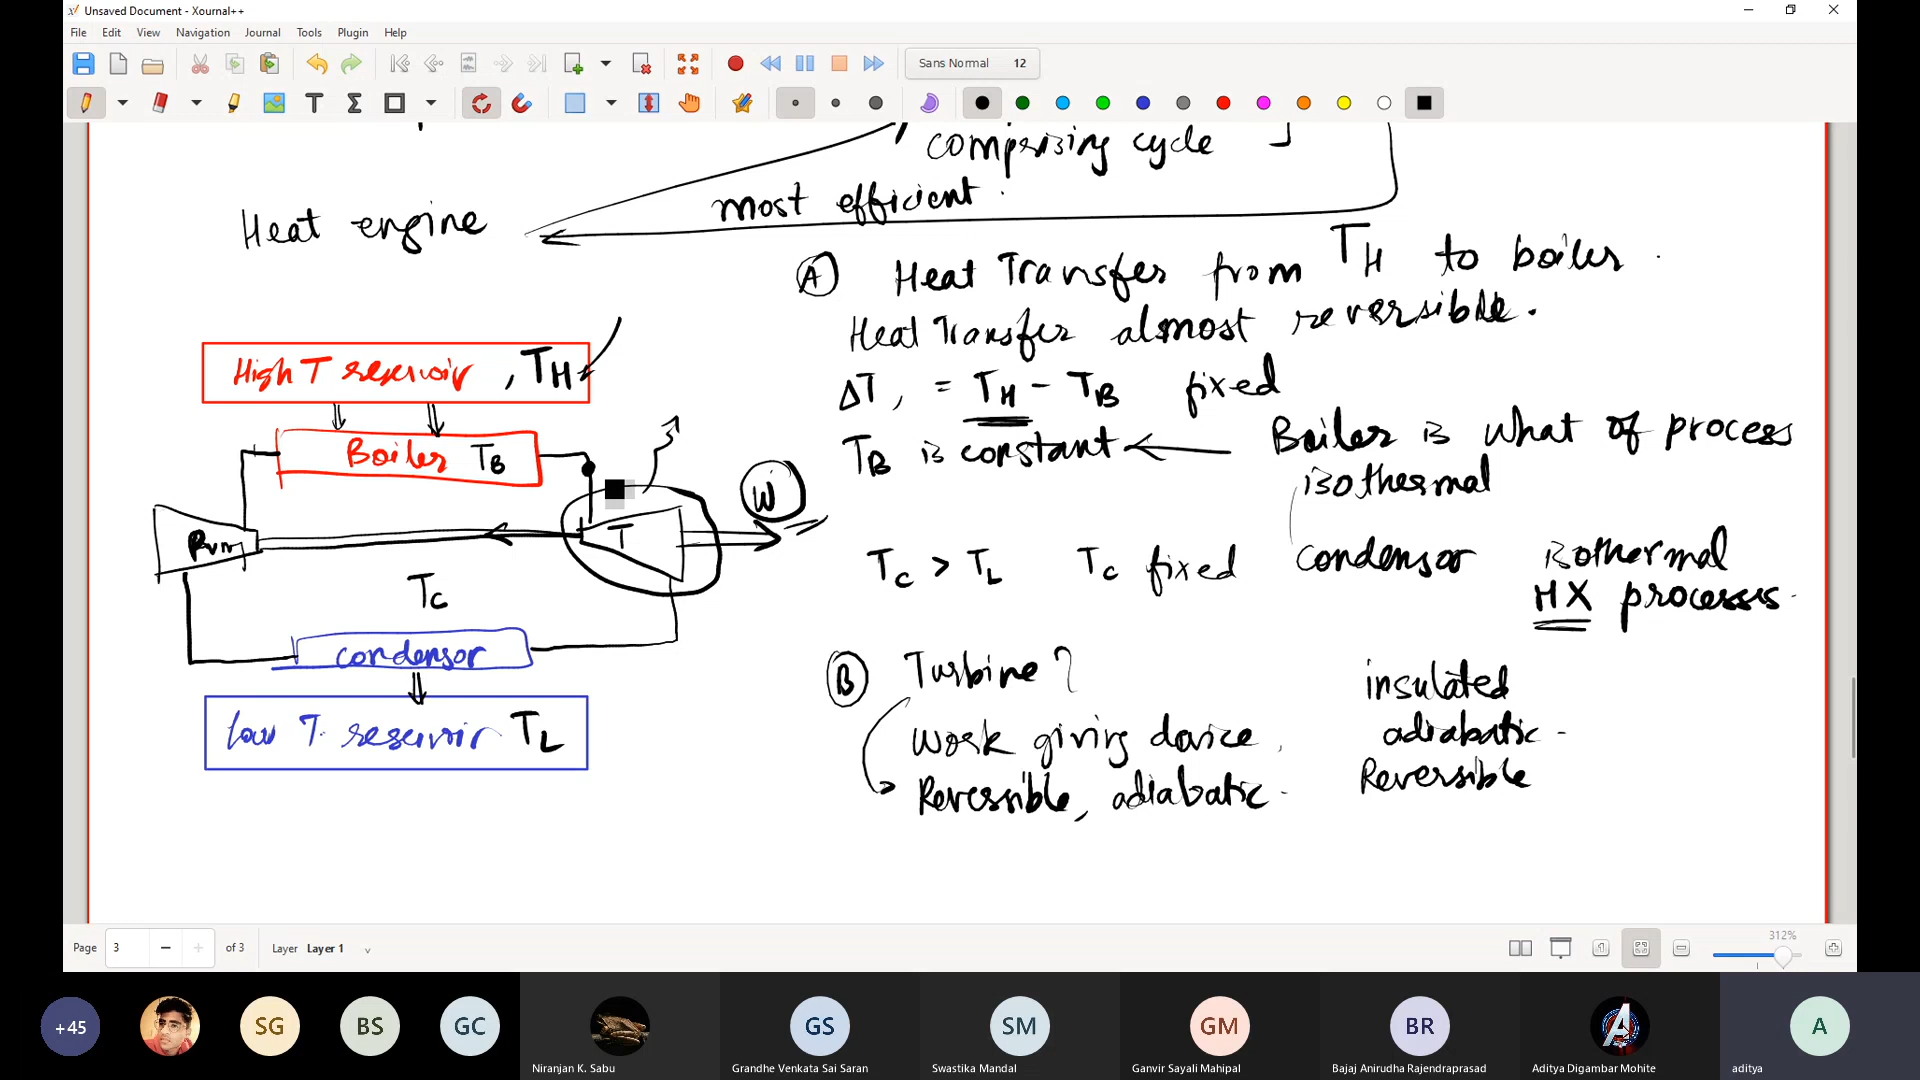 Unsaved Document - Xournal++
File Edit View Navigation Journal Tools Plugin Help
Sans Normal 12
comprising cycle
most efficient.
Heat engine
(A) Heat Transfer from TH to boiler.
Heat Transfer almost reversible.
ΔT, = TH - TB fixed
TB is constant ← Boiler is what of process
isothermal
TC > TL TC fixed condensor isothermal
HX processes.
(B) Turbine?
Work giving device.
Reversible, adiabatic.
insulated
adiabatic -
Reversible
High T reservoir, TH
Boiler TB
T
W
TC
condensor
Low T. reservoir TL
Page 3 of 3 Layer Layer 1
312%
+45
SG
BS
GC
Niranjan K. Sabu
GS
Grandhe Venkata Sai Saran
SM
Swastika Mandal
GM
Ganvir Sayali Mahipal
BR
Bajaj Anirudha Rajendraprasad
Aditya Digambar Mohite
A
aditya